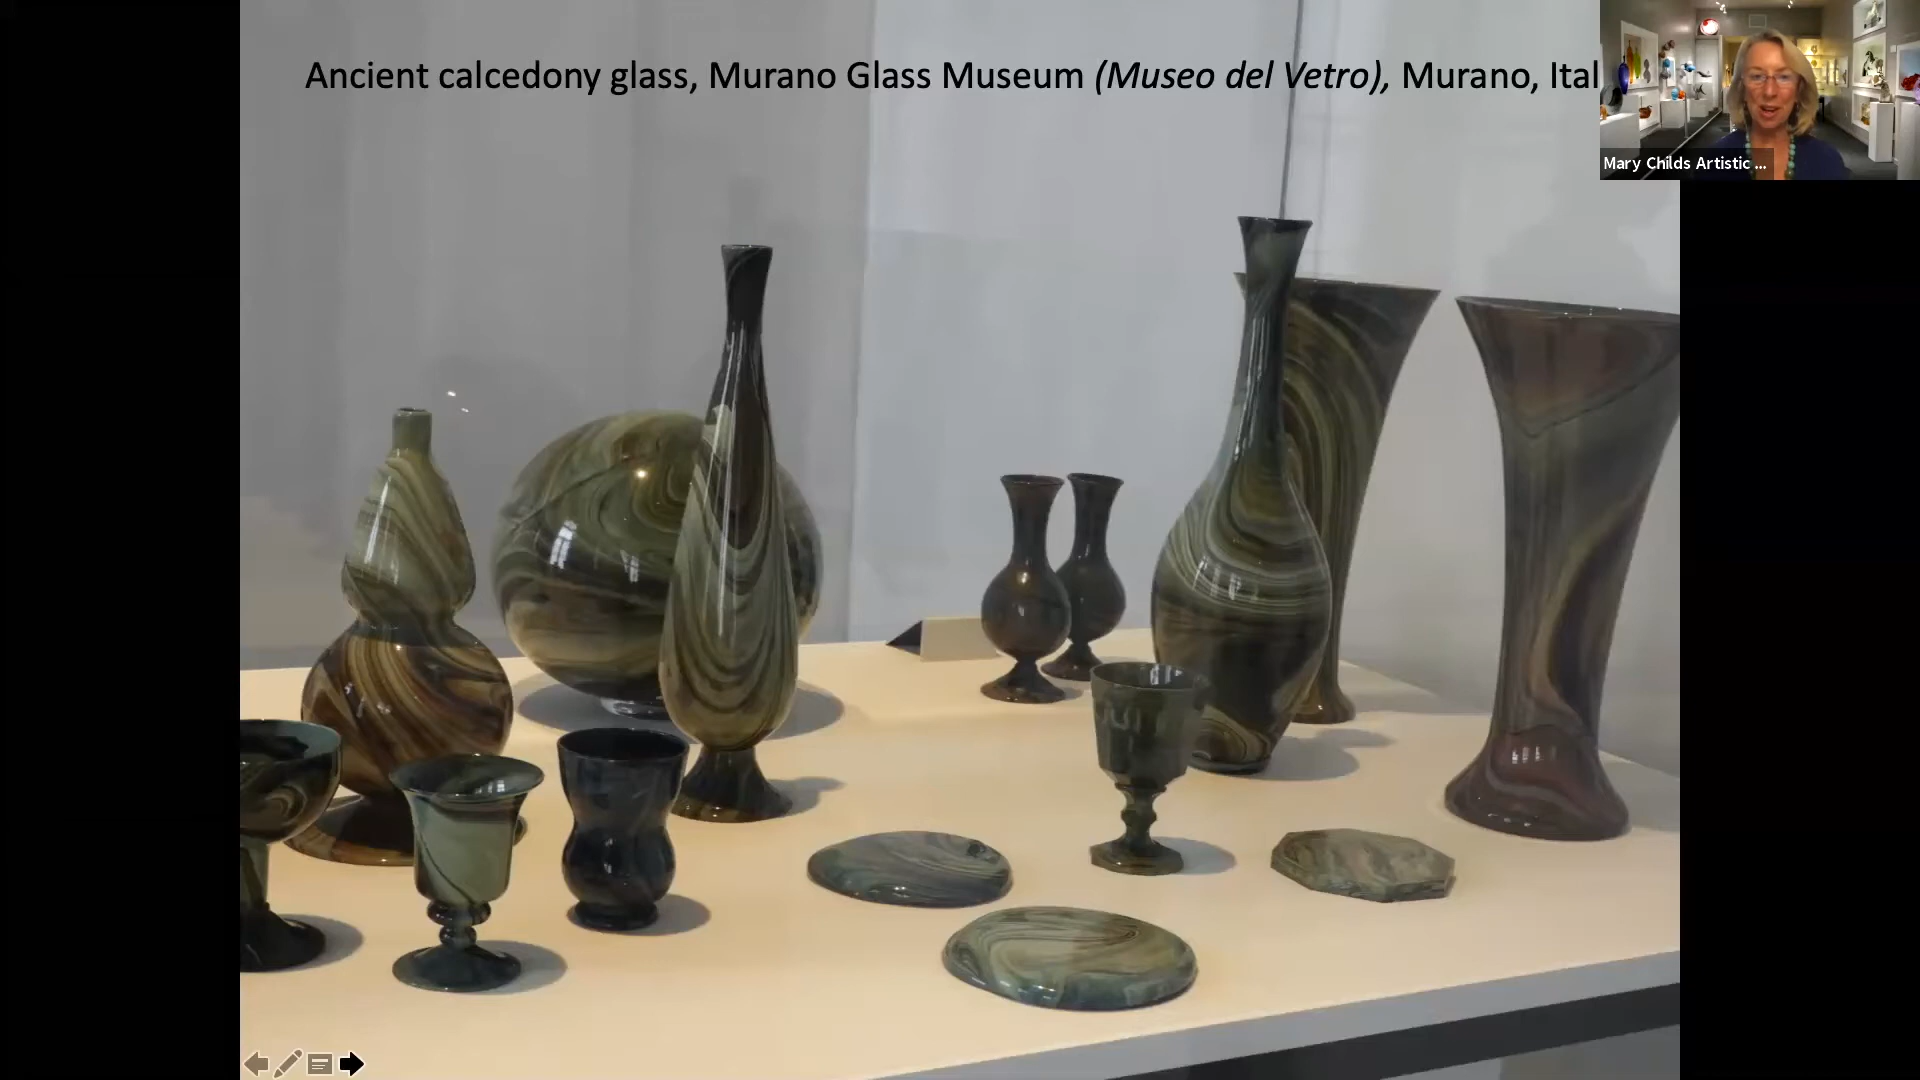 Ancient calcedony glass, Murano Glass Museum (Museo del Vetro), Murano, Ital
Mary Childs Artistic ...